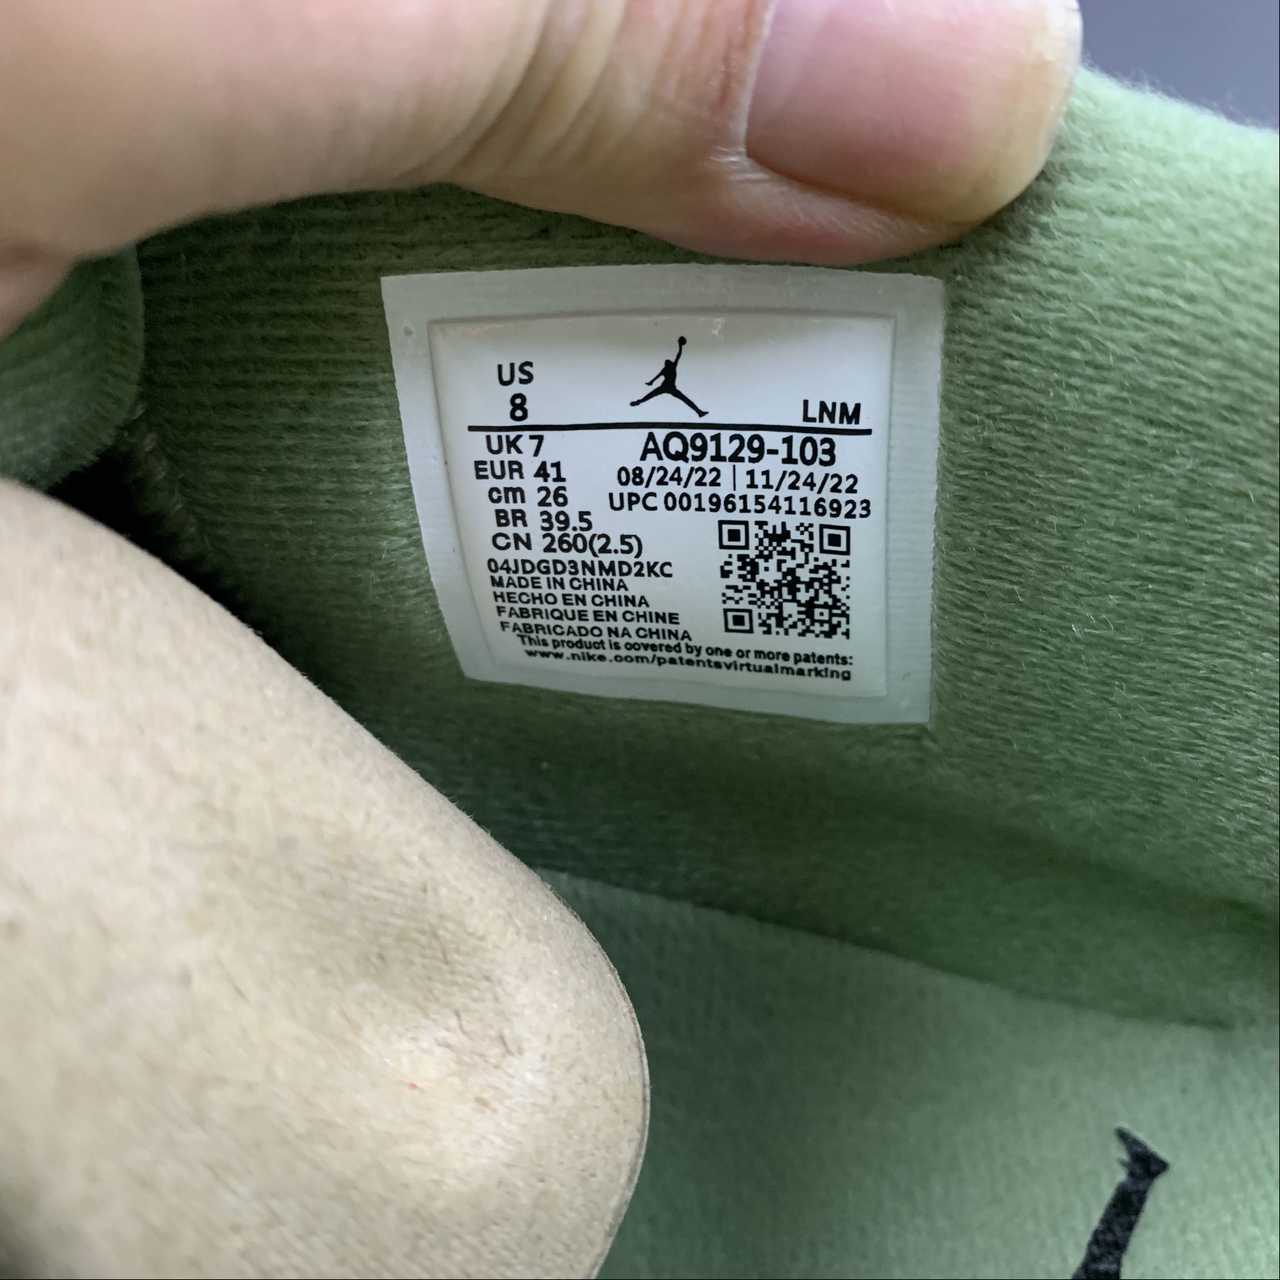 US
8
LNM
UK 7
AQ9129-103
EUR 41
08/24/22 | 11/24/22
cm 26
UPC 00196154116923
BR 39.5
CN 260(2.5)
04JDGD3NMD2KC
MADE IN CHINA
HECHO EN CHINA
FABRIQUE EN CHINE
FABRICADO NA CHINA
This product is covered by one or more patents:
www.nike.com/patentsvirtualmarking